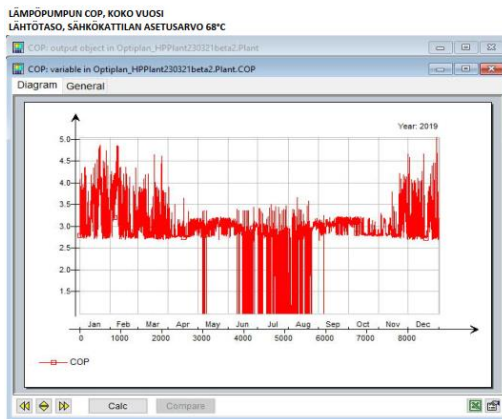 LÄMPÖPUMPUN COP, KOKO VUOSI
LÄHTÖTASO, SÄHKÖKATTILAN ASETUSARVO 68°C
COP: output object in Optiplan_HPPlant230321beta2.Plant
COP: variable in Optiplan_HPPlant230321beta2.Plant.COP
Diagram General
Year: 2019
5.0
4.5
4.0
3.5
3.0
2.5
2.0
1.5
Jan Feb Mar Apr May Jun Jul Aug Sep Oct Nov Dec
0 1000 2000 3000 4000 5000 6000 7000 8000
COP
Calc Compare